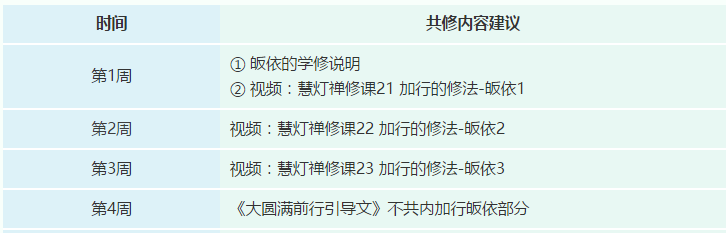 时间 共修内容建议
第1周 ① 皈依的学修说明
② 视频：慧灯禅修课21 加行的修法-皈依1
第2周 视频：慧灯禅修课22 加行的修法-皈依2
第3周 视频：慧灯禅修课23 加行的修法-皈依3
第4周 《大圆满前行引导文》不共内加行皈依部分